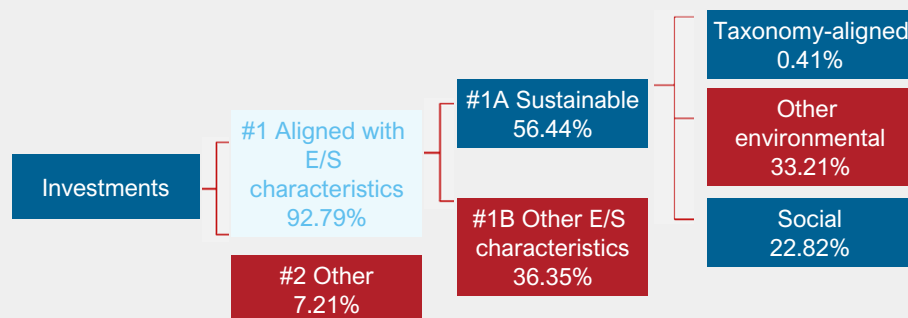 Investments
#1 Aligned with
E/S
characteristics
92.79%
#2 Other
7.21%
#1A Sustainable
56.44%
#1B Other E/S
characteristics
36.35%
Taxonomy-aligned
0.41%
Other
environmental
33.21%
Social
22.82%